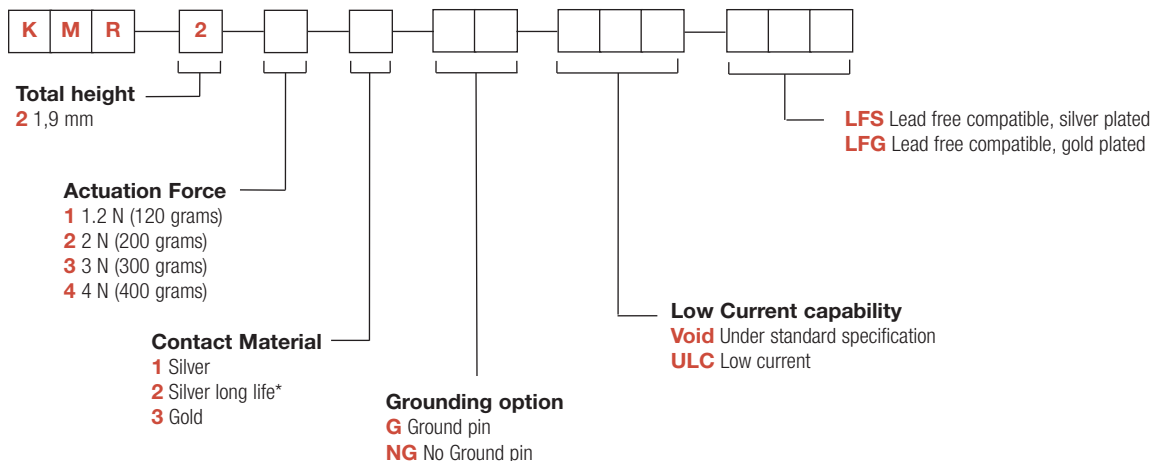 K M R 2
Total height
2 1,9 mm
LFS Lead free compatible, silver plated
LFG Lead free compatible, gold plated
Actuation Force
1 1.2 N (120 grams)
2 2 N (200 grams)
3 3 N (300 grams)
4 4 N (400 grams)
Low Current capability
Void Under standard specification
ULC Low current
Contact Material
1 Silver
2 Silver long life*
3 Gold
Grounding option
G Ground pin
NG No Ground pin